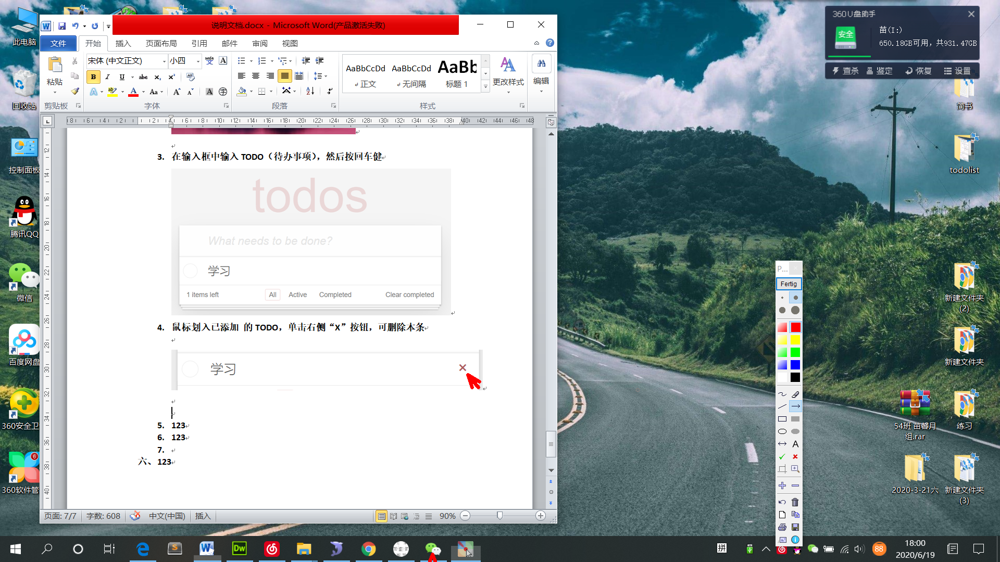 说明文档.docx - Microsoft Word(产品激活失败)
文件 开始 插入 页面布局 引用 邮件 审阅 视图
粘贴
宋体 (中文正文) 小四
B I U abc x₂ x²
Aa A A A
AaBbCcDd AaBbCcDd AaBb
正文 无间隔 标题 1
更改样式 编辑
剪贴板 字体 段落 样式
3. 在输入框中输入 TODO（待办事项），然后按回车健
todos
What needs to be done?
学习
1 items left All Active Completed Clear completed
4. 鼠标划入已添加 的 TODO，单击右侧“X”按钮，可删除本条
学习
5. 123
6. 123
7.
六、123
页面: 7/7 字数: 608 中文(中国) 插入 90%
此电脑
回收站
控制面板
腾讯QQ
微信
百度网盘
360安全卫
6
360软件管
360U盘助手
安全
苗(I:)
650.18GB可用，共931.47GB
查杀 鉴定 恢复 设置
简书
todolist
新建文件夹
(2)
新建文件夹
54班 苗馨月
组.rar
练习
2020-3-21六
新建文件夹
(3)
P...
Fertig
A
拼
88
18:00
2020/6/19